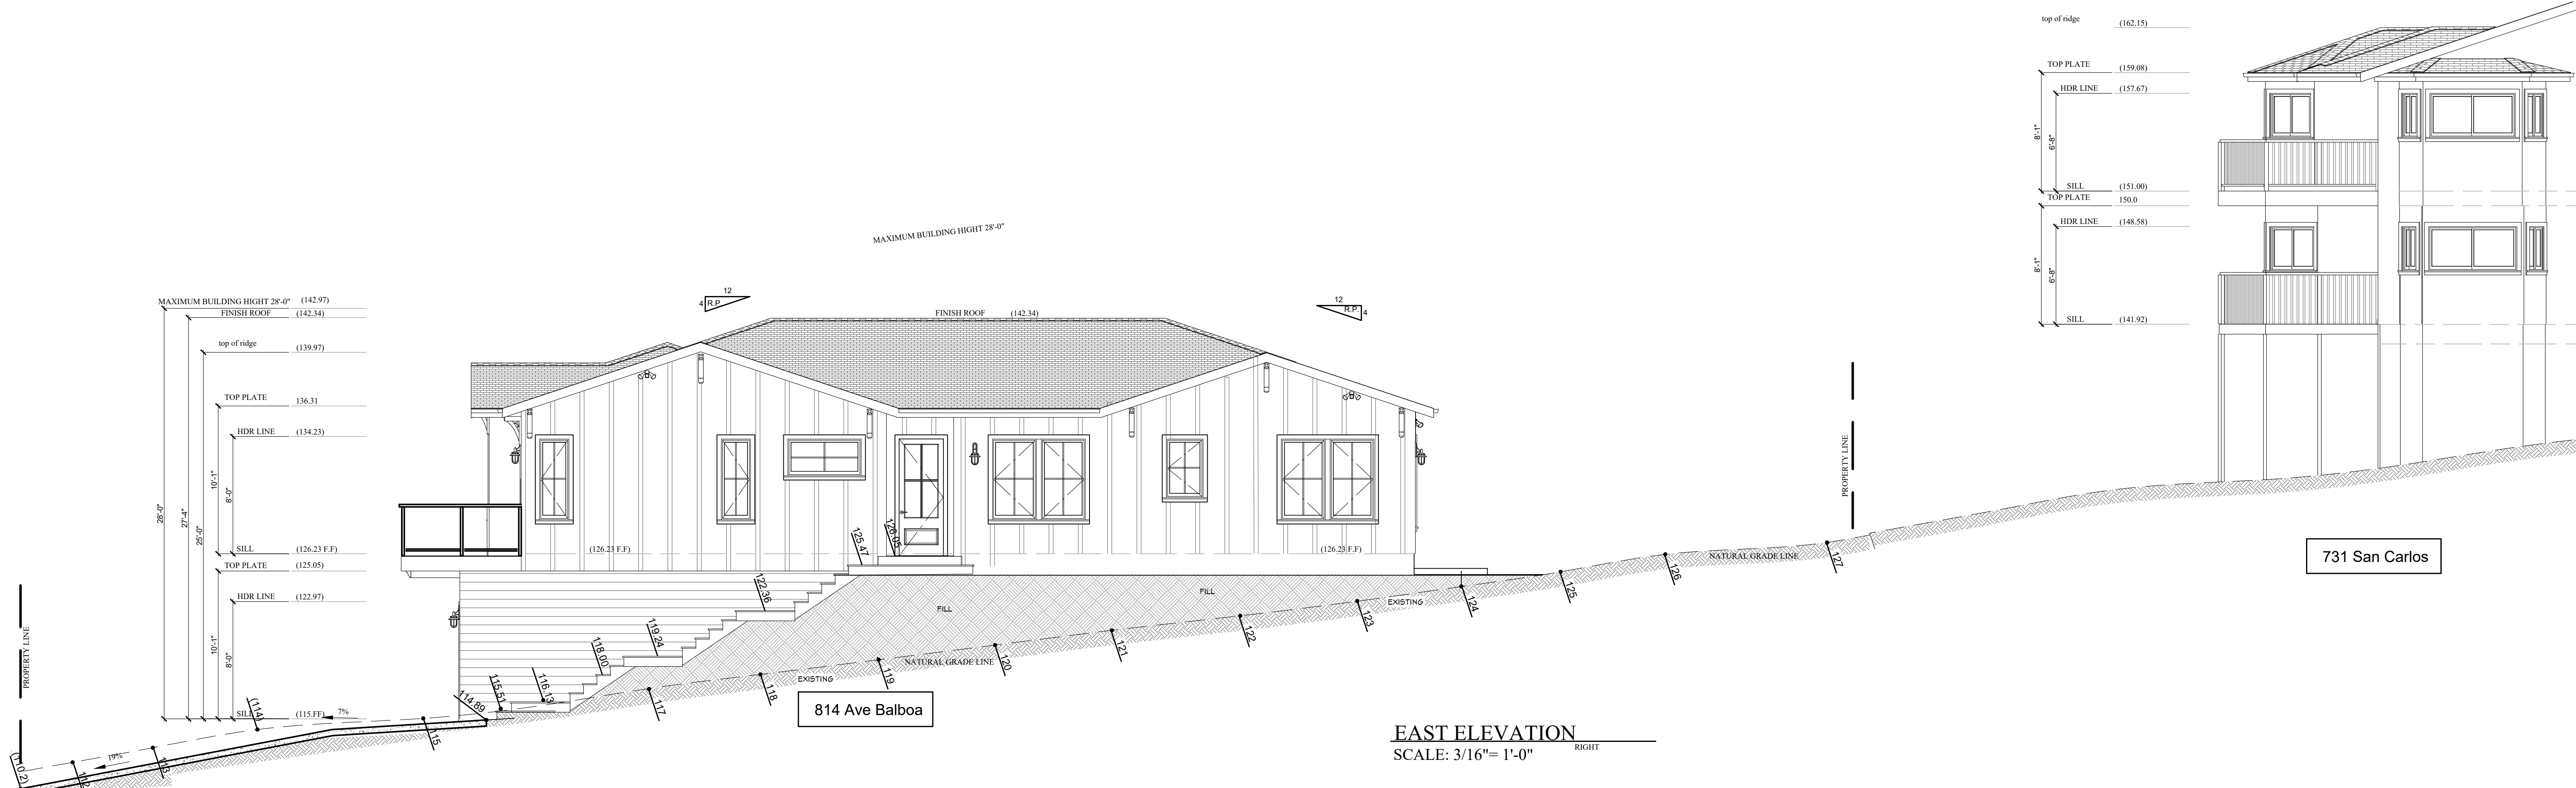 top of ridge (162.15)
TOP PLATE (159.08)
HDR LINE (157.67)
8'-1"
6'-8"
SILL (151.00)
TOP PLATE 150.0
HDR LINE (148.58)
8'-1"
6'-8"
SILL (141.92)
731 San Carlos
MAXIMUM BUILDING HIGHT 28'-0"
MAXIMUM BUILDING HIGHT 28'-0" (142.97)
FINISH ROOF (142.34)
top of ridge (139.97)
TOP PLATE 136.31
HDR LINE (134.23)
SILL (126.23 F.F)
TOP PLATE (125.05)
HDR LINE (122.97)
SILL (115.FF)
28'-0"
27'-4"
25'-0"
10'-1"
8'-0"
10'-1"
8'-0"
12
4 R.P
12
R.P. 4
FINISH ROOF (142.34)
(126.23 F.F)
(126.23 F.F)
125.47
126.05
122.36
119.24
118.00
116.13
115.51
114.89
FILL
FILL
PROPERTY LINE
PROPERTY LINE
(110.2)
112
113
(114)
115
19%
7%
117
118
119
120
121
122
123
124
125
126
127
EXISTING
NATURAL GRADE LINE
EXISTING
NATURAL GRADE LINE
814 Ave Balboa
EAST ELEVATION
RIGHT
SCALE: 3/16"= 1'-0"